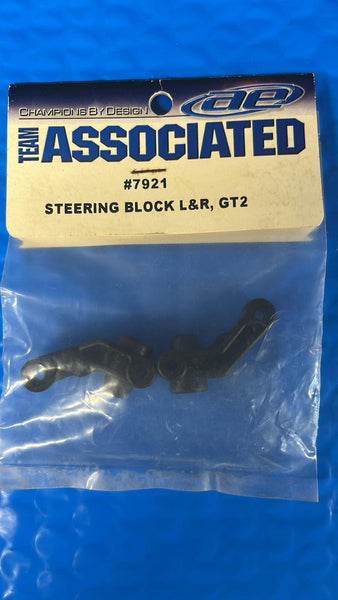 CHAMPIONS BY DESIGN
ae
TEAM
ASSOCIATED
#7921
STEERING BLOCK L&R, GT2